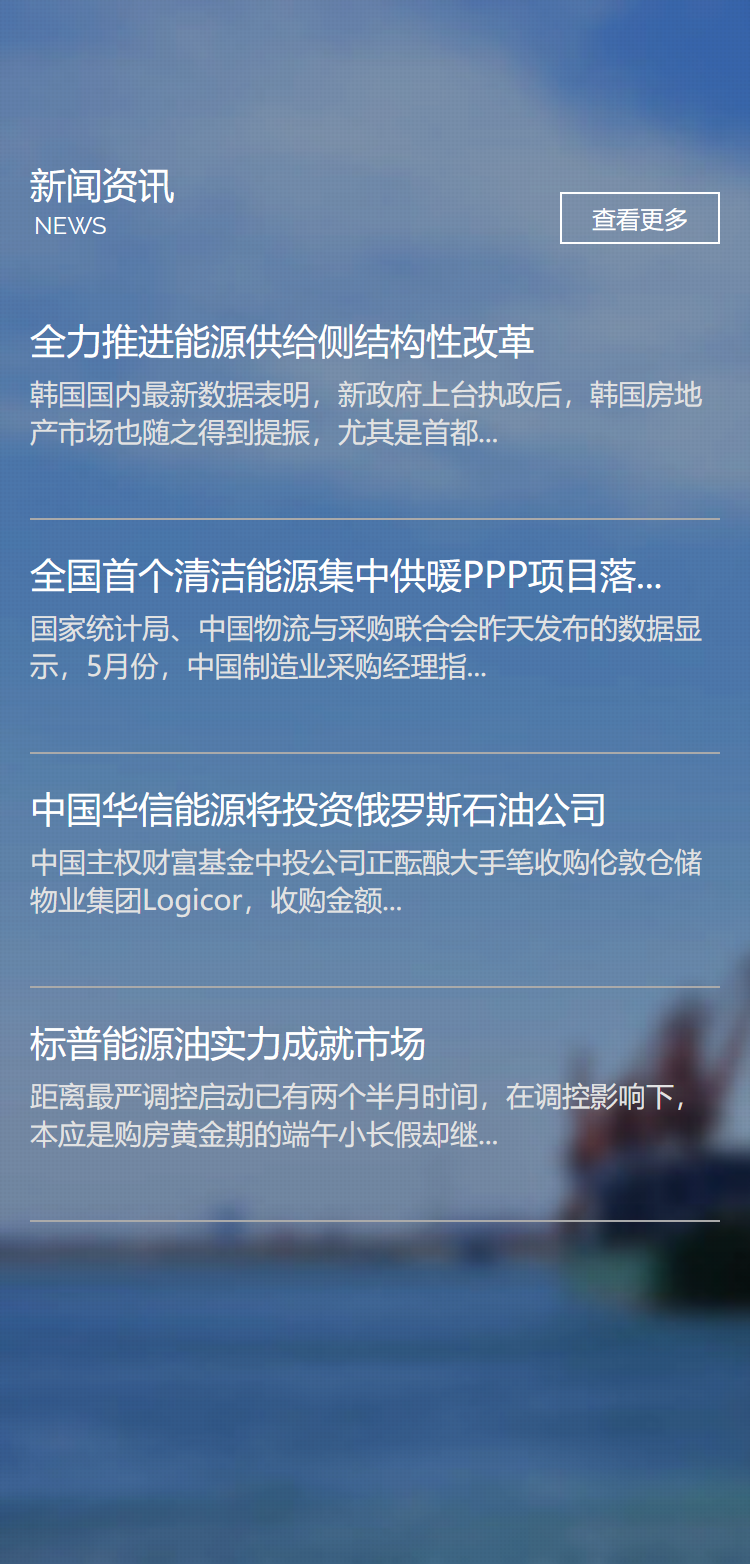 新闻资讯
NEWS
查看更多
全力推进能源供给侧结构性改革
韩国国内最新数据表明，新政府上台执政后，韩国房地
产市场也随之得到提振，尤其是首都...
全国首个清洁能源集中供暖PPP项目落...
国家统计局、中国物流与采购联合会昨天发布的数据显
示，5月份，中国制造业采购经理指...
中国华信能源将投资俄罗斯石油公司
中国主权财富基金中投公司正酝酿大手笔收购伦敦仓储
物业集团Logicor，收购金额...
标普能源油实力成就市场
距离最严调控启动已有两个半月时间，在调控影响下，
本应是购房黄金期的端午小长假却继...